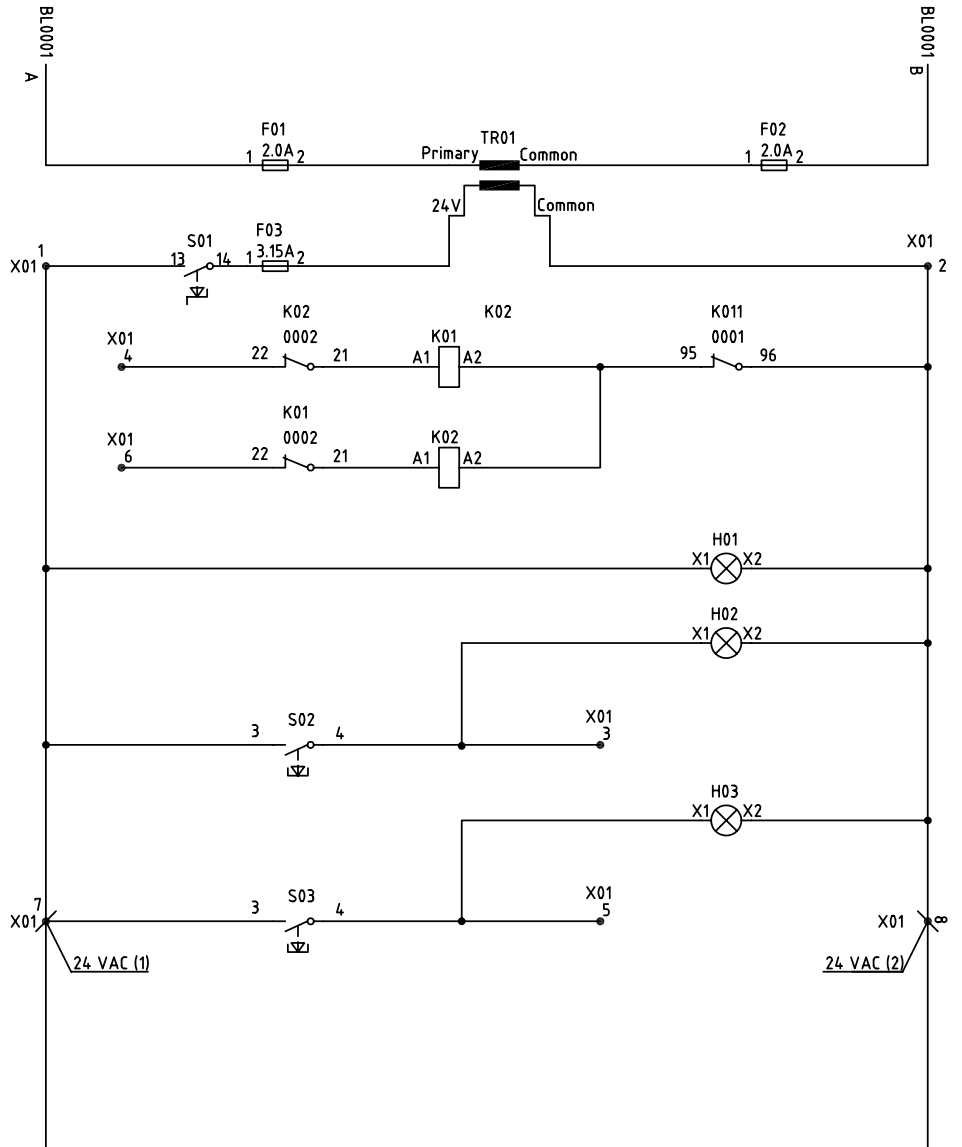 BL0001
A
BL0001
B
F01
2.0A
1
2
TR01
Primary
Common
F02
2.0A
1
2
24V
Common
X01
1
S01
13
14
F03
3.15A
1
2
X01
2
K02
0002
22
21
X01
4
K01
A1
A2
K02
K011
0001
95
96
X01
6
K01
0002
22
21
K02
A1
A2
H01
X1
X2
H02
X1
X2
S02
3
4
X01
3
H03
X1
X2
X01
7
S03
3
4
X01
5
X01
8
24 VAC (1)
24 VAC (2)